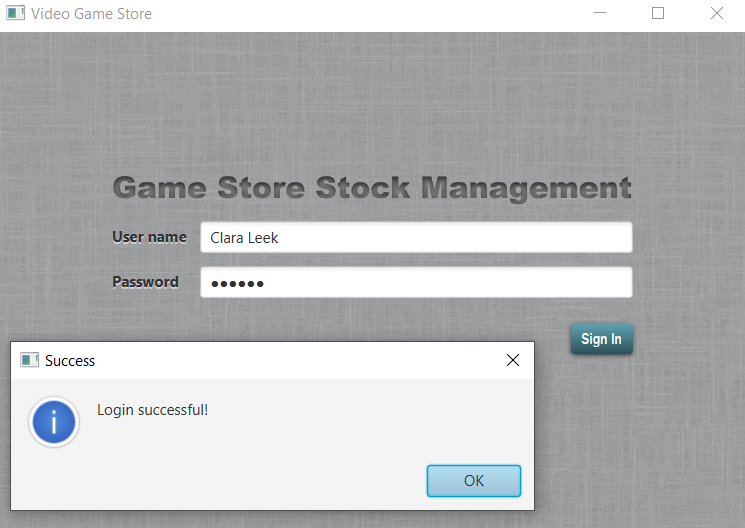 Video Game Store
Game Store Stock Management
User name Clara Leek
Password ●●●●●●
Sign In
Success
i
Login successful!
OK